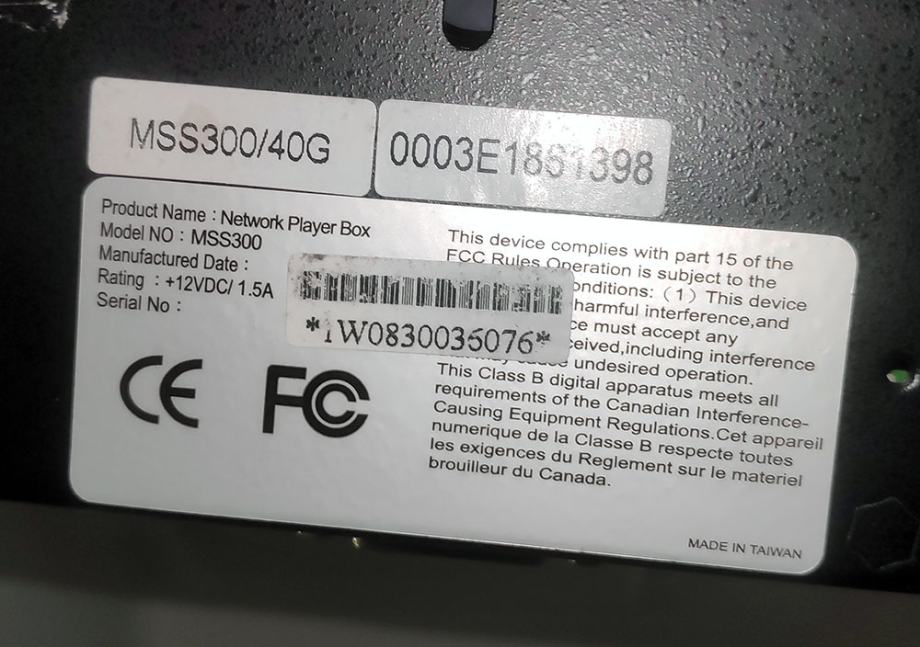 MSS300/40G
0003E1861398
Product Name : Network Player Box
Model NO : MSS300
Manufactured Date :
Rating : +12VDC/ 1.5A
Serial No :
*1W0830036076*
CE FC
This device complies with part 15 of the
FCC Rules Operation is subject to the
onditions: (1) This device
harmful interference,and
ce must accept any
ceived,including interference
undesired operation.
This Class B digital apparatus meets all
requirements of the Canadian Interference-
Causing Equipment Regulations.Cet appareil
numerique de la Classe B respecte toutes
les exigences du Reglement sur le materiel
brouilleur du Canada.
MADE IN TAIWAN